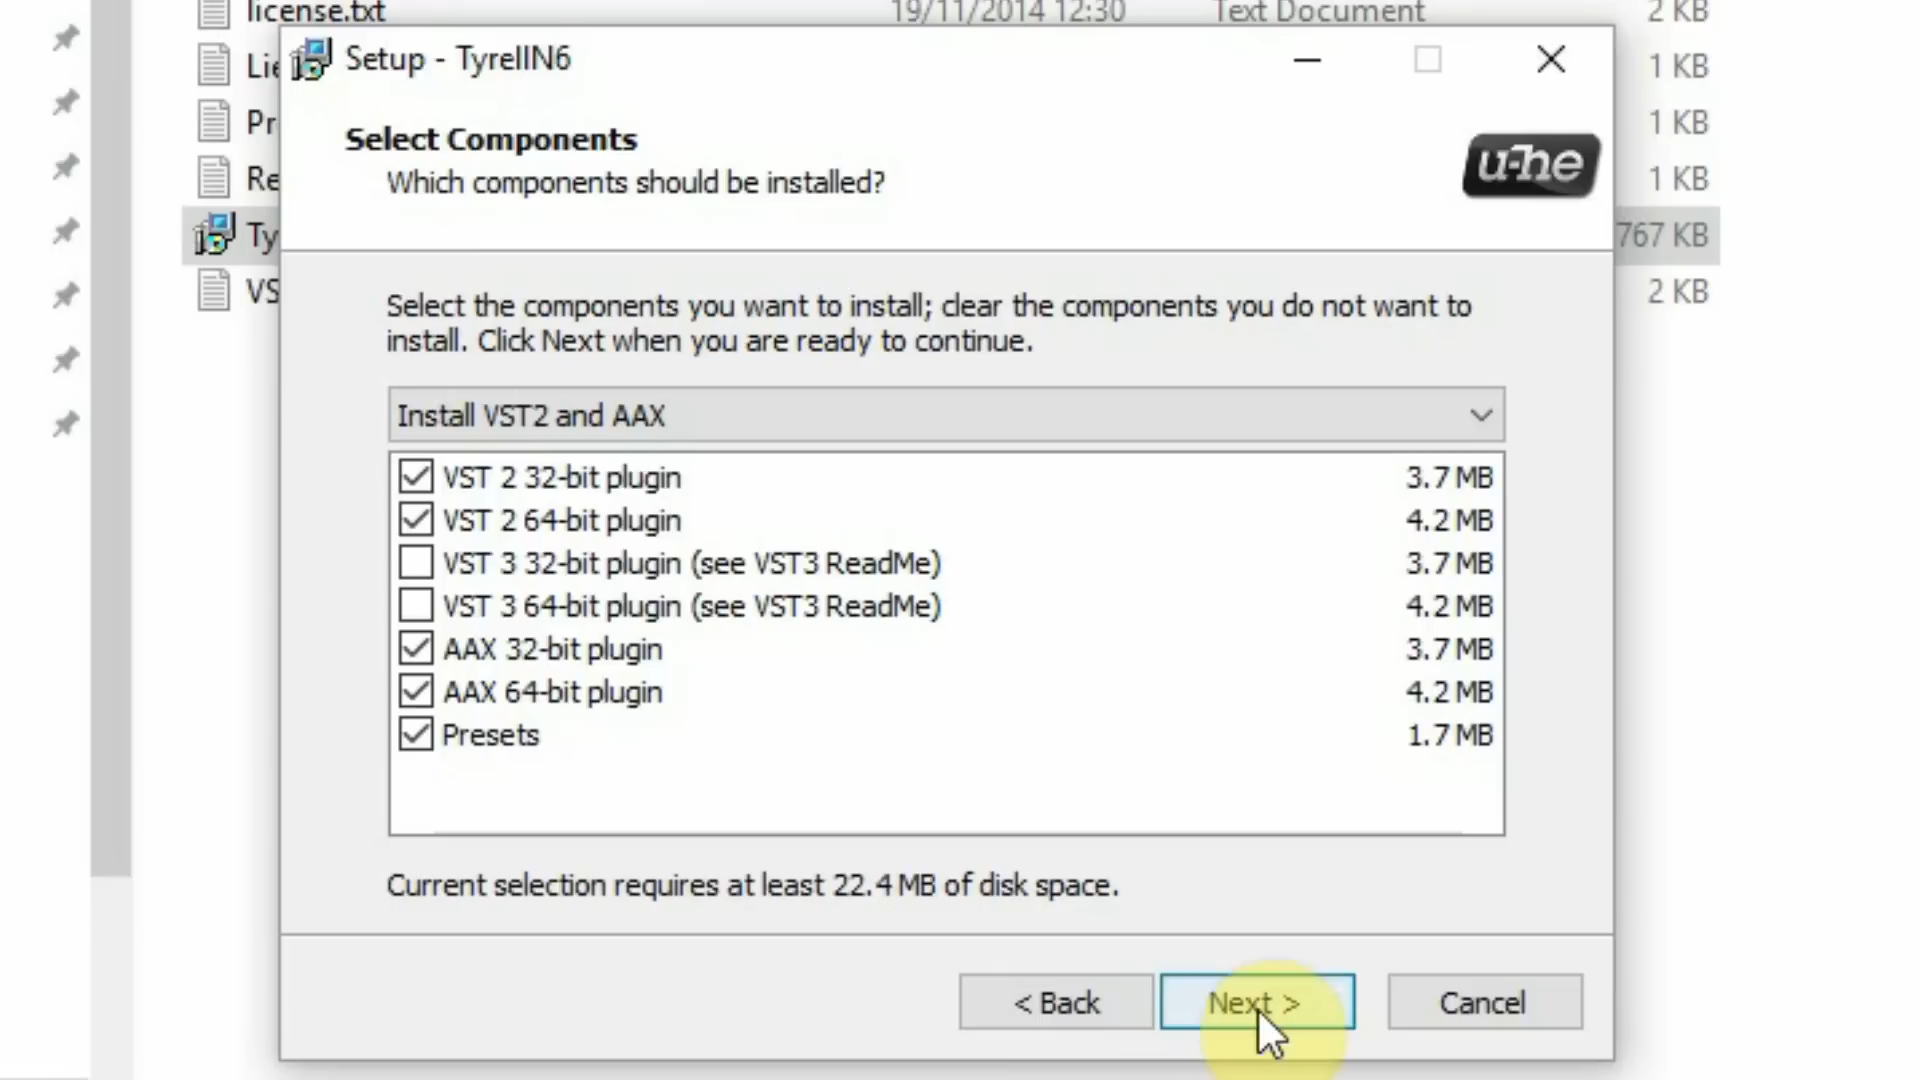 license.txt 19/11/2014 12:30 Text Document 2 KB
Setup - TyrellN6
Lie 1 KB
Pr 1 KB
Select Components
u-he
Which components should be installed?
Re 1 KB
Ty 767 KB
VS 2 KB
Select the components you want to install; clear the components you do not want to
install. Click Next when you are ready to continue.
Install VST2 and AAX
VST 2 32-bit plugin 3.7 MB
VST 2 64-bit plugin 4.2 MB
VST 3 32-bit plugin (see VST3 ReadMe) 3.7 MB
VST 3 64-bit plugin (see VST3 ReadMe) 4.2 MB
AAX 32-bit plugin 3.7 MB
AAX 64-bit plugin 4.2 MB
Presets 1.7 MB
Current selection requires at least 22.4 MB of disk space.
< Back Next > Cancel